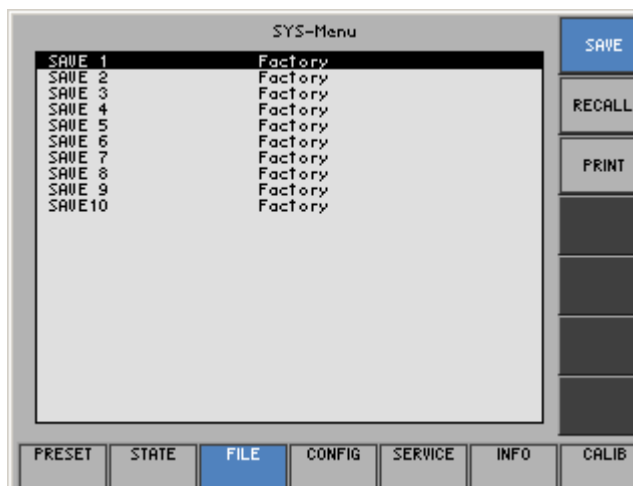 SYS-Menu
SAVE 1 Factory
SAVE 2 Factory
SAVE 3 Factory
SAVE 4 Factory
SAVE 5 Factory
SAVE 6 Factory
SAVE 7 Factory
SAVE 8 Factory
SAVE 9 Factory
SAVE10 Factory
SAVE
RECALL
PRINT
PRESET STATE FILE CONFIG SERVICE INFO CALIB